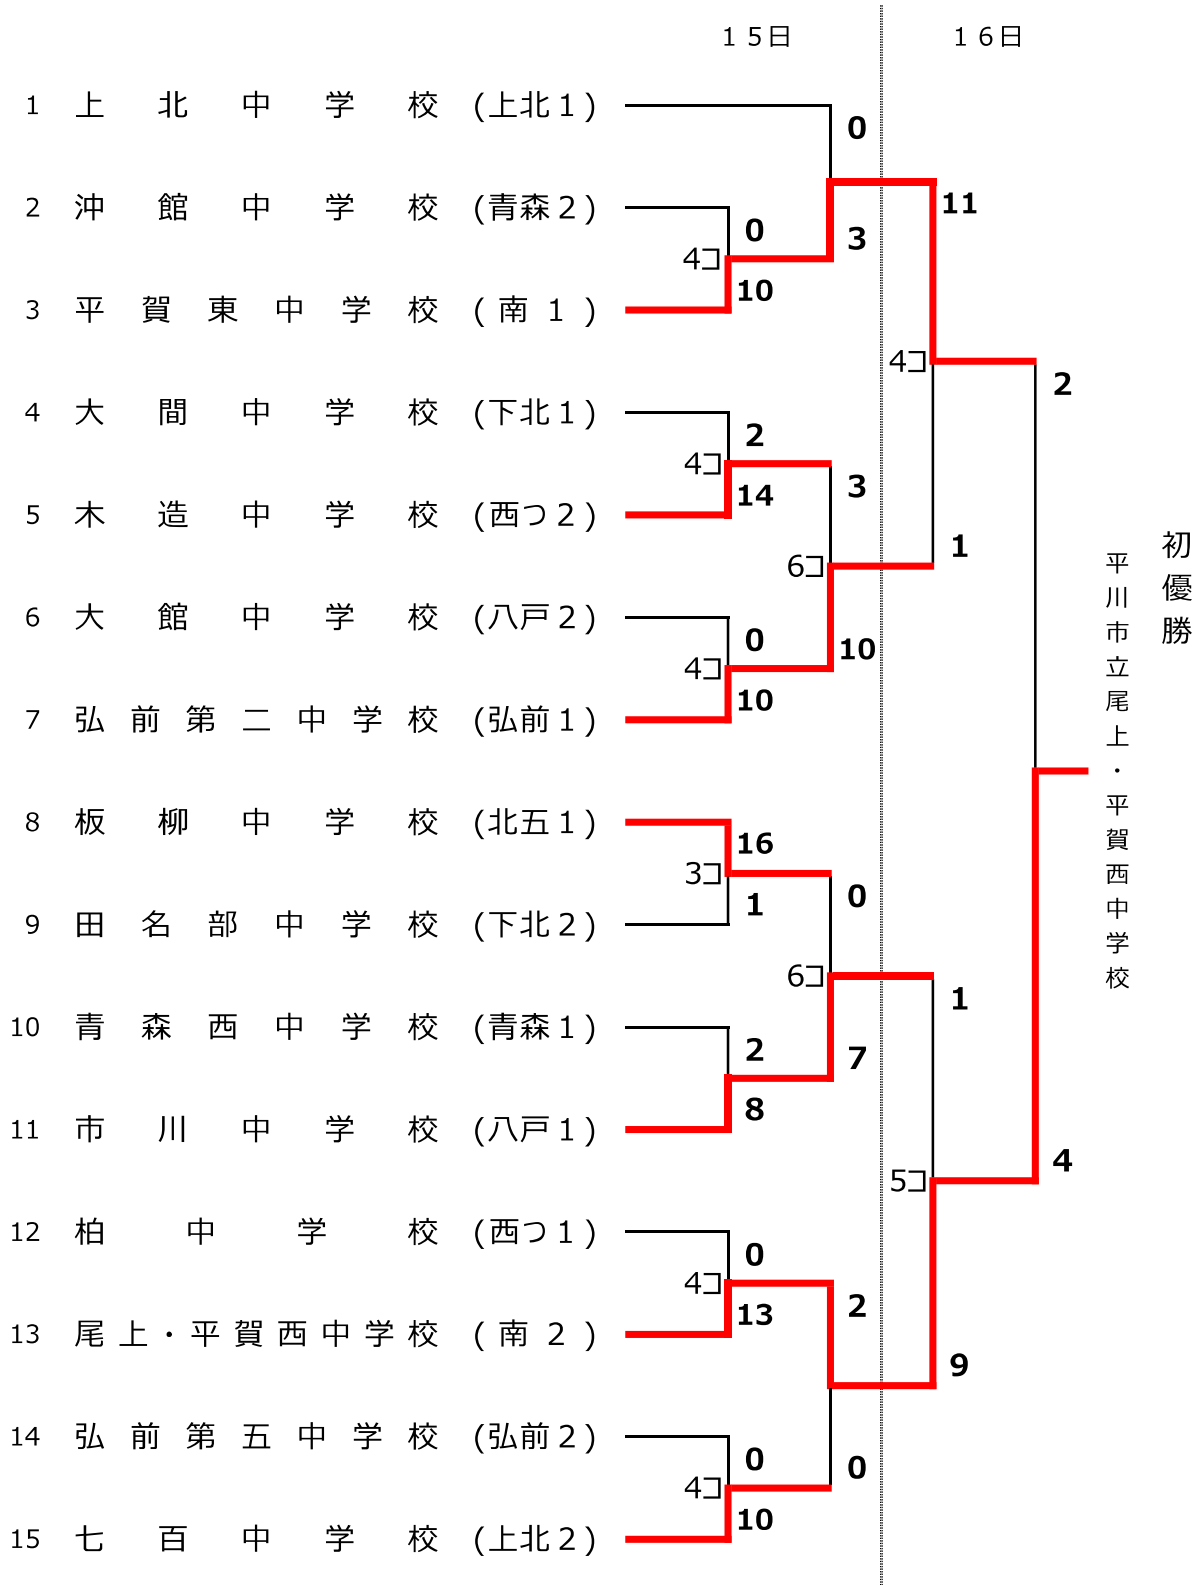 15日 16日
1 上北中学校 (上北1)
0
11
2 沖館中学校 (青森2)
0
3
4コ
10
3 平賀東中学校 (南1)
4コ
2
4 大間中学校 (下北1)
2
4コ
3
14
5 木造中学校 (西つ2)
1
6コ
6 大館中学校 (八戸2)
0
10
4コ
10
7 弘前第二中学校 (弘前1)
初優勝
平川市立尾上・平賀西中学校
8 板柳中学校 (北五1)
16
3コ
0
1
9 田名部中学校 (下北2)
6コ
1
10 青森西中学校 (青森1)
2
7
8
11 市川中学校 (八戸1)
4
5コ
12 柏中学校 (西つ1)
0
4コ
2
13
13 尾上・平賀西中学校 (南2)
9
14 弘前第五中学校 (弘前2)
0
0
4コ
10
15 七百中学校 (上北2)